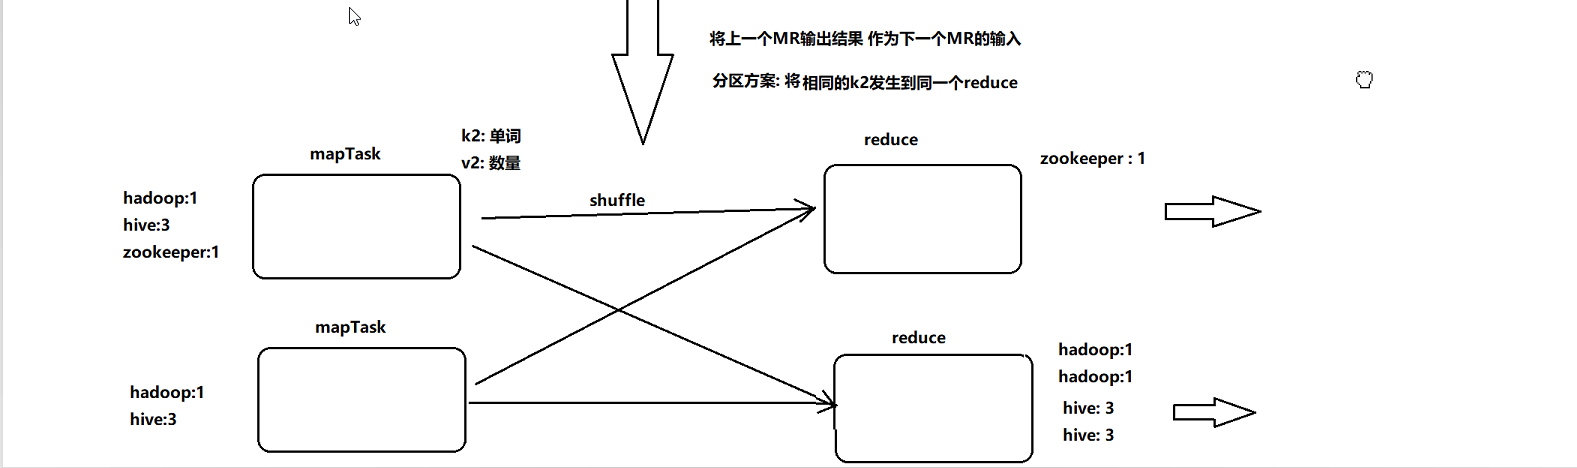 将上一个MR输出结果 作为下一个MR的输入
分区方案: 将相同的k2发生到同一个reduce
k2: 单词
v2: 数量
mapTask
hadoop:1
hive:3
zookeeper:1
shuffle
reduce
zookeeper : 1
mapTask
hadoop:1
hive:3
reduce
hadoop:1
hadoop:1
hive: 3
hive: 3